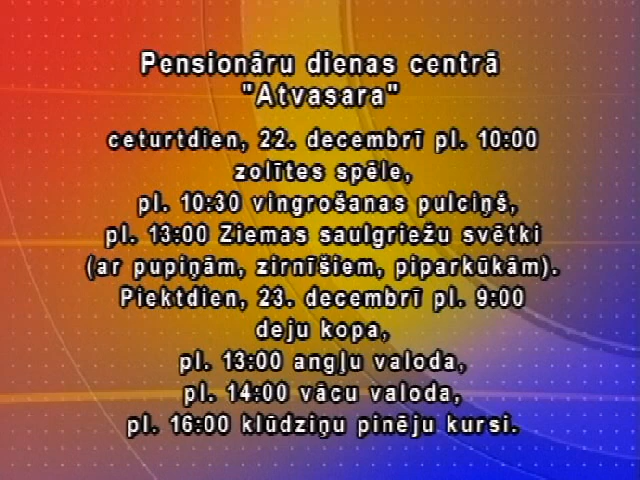 Pensionāru dienas centrā
"Atvasara"
ceturtdien, 22. decembrī pl. 10:00
zolītes spēle,
pl. 10:30 vingrošanas pulciņš,
pl. 13:00 Ziemas saulgriežu svētki
(ar pupiņām, zirnīšiem, piparkūkām).
Piektdien, 23. decembrī pl. 9:00
deju kopa,
pl. 13:00 angļu valoda,
pl. 14:00 vācu valoda,
pl. 16:00 klūdziņu pinēju kursi.